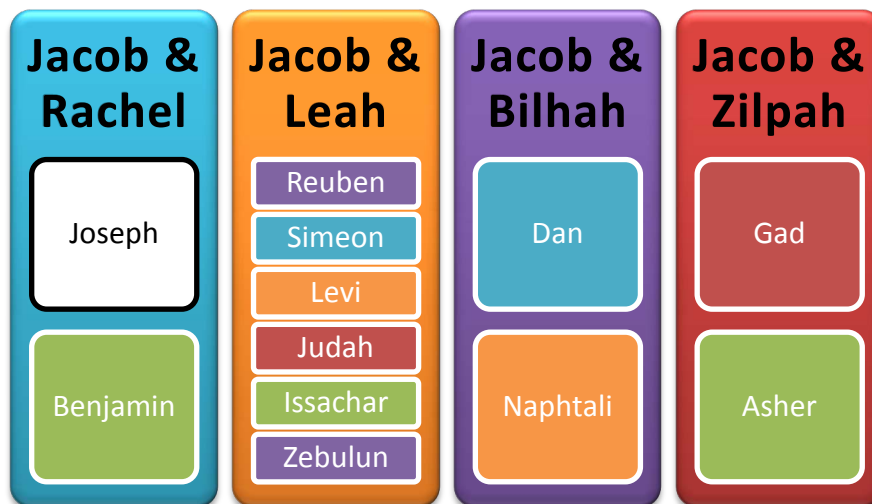 Jacob &
Rachel
Joseph
Benjamin
Jacob &
Leah
Reuben
Simeon
Levi
Judah
Issachar
Zebulun
Jacob &
Bilhah
Dan
Naphtali
Jacob &
Zilpah
Gad
Asher